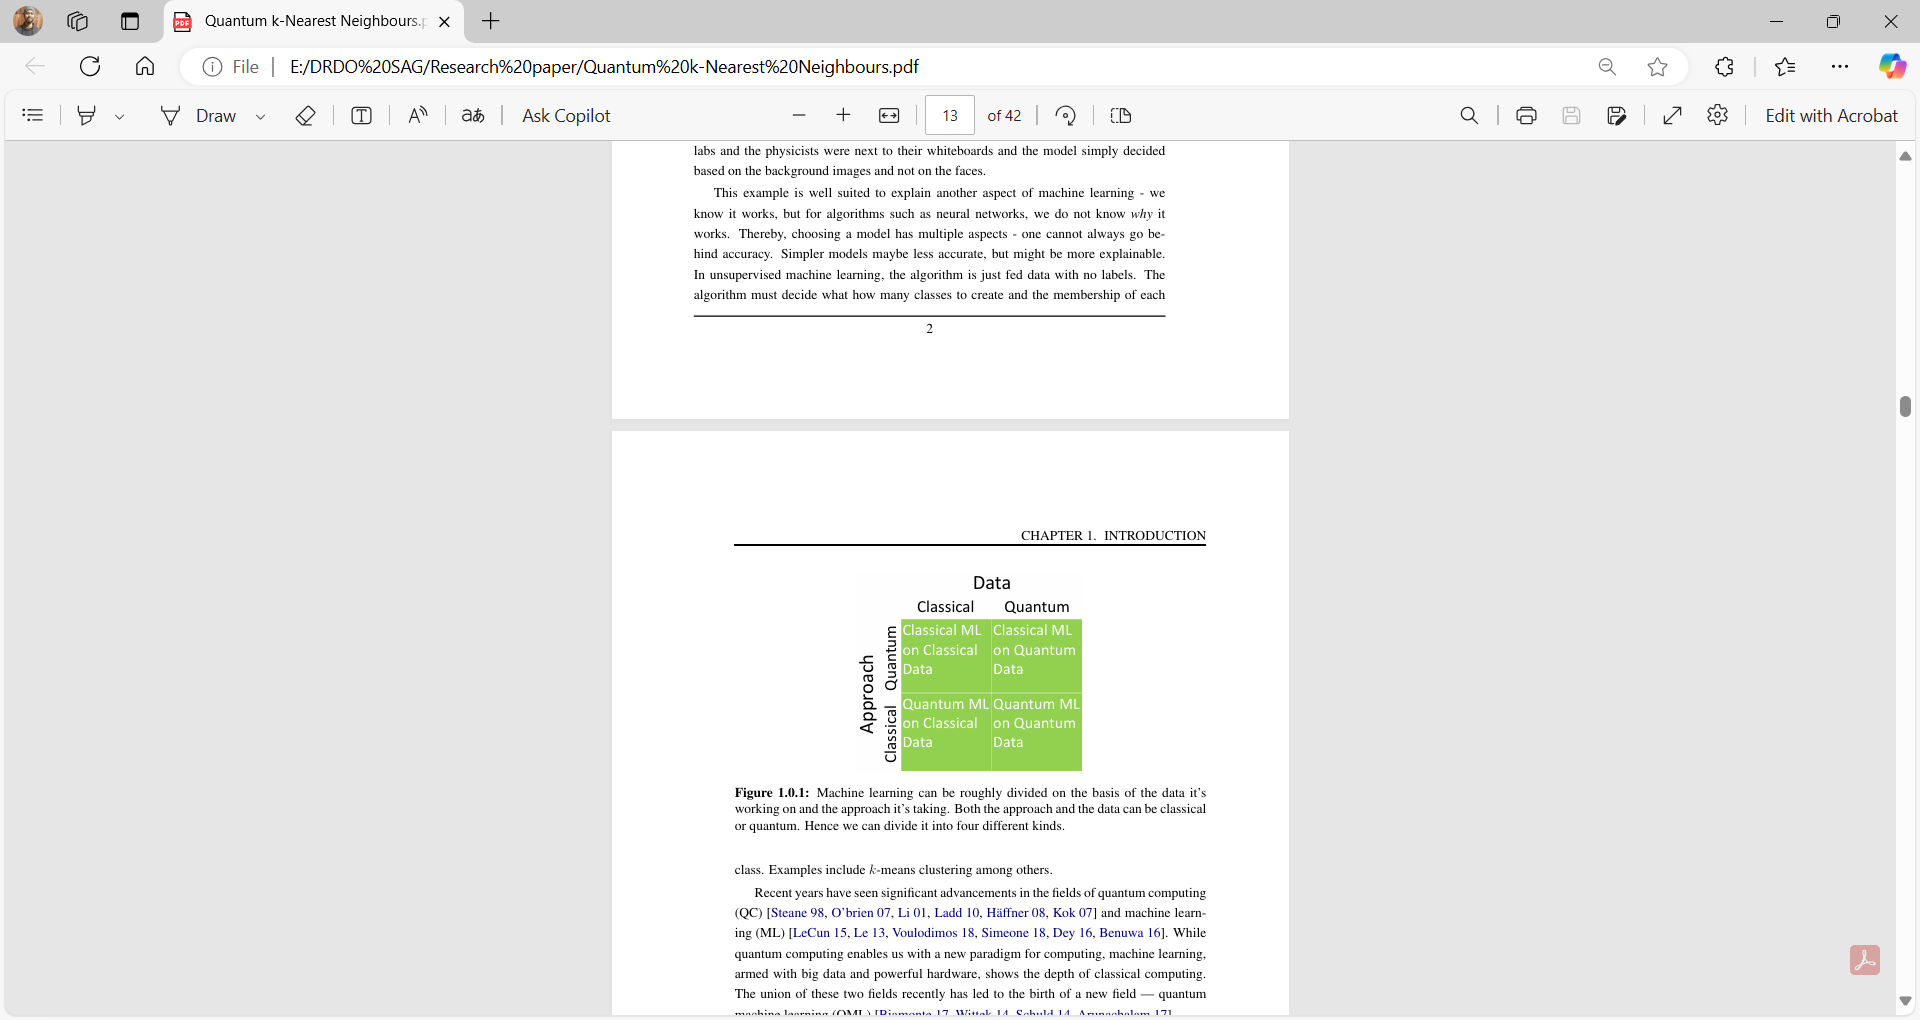 Quantum k-Nearest Neighbours.p
File
E:/DRDO%20SAG/Research%20paper/Quantum%20k-Nearest%20Neighbours.pdf
Draw
Ask Copilot
13 of 42
Edit with Acrobat
labs and the physicists were next to their whiteboards and the model simply decided
based on the background images and not on the faces.
This example is well suited to explain another aspect of machine learning - we
know it works, but for algorithms such as neural networks, we do not know why it
works. Thereby, choosing a model has multiple aspects - one cannot always go be-
hind accuracy. Simpler models maybe less accurate, but might be more explainable.
In unsupervised machine learning, the algorithm is just fed data with no labels. The
algorithm must decide what how many classes to create and the membership of each
2
CHAPTER 1. INTRODUCTION
Data
Classical Quantum
Approach
Quantum
Classical
Classical ML
on Classical
Data
Classical ML
on Quantum
Data
Quantum ML
on Classical
Data
Quantum ML
on Quantum
Data
Figure 1.0.1: Machine learning can be roughly divided on the basis of the data it's
working on and the approach it's taking. Both the approach and the data can be classical
or quantum. Hence we can divide it into four different kinds.
class. Examples include k-means clustering among others.
Recent years have seen significant advancements in the fields of quantum computing
(QC) [Steane 98, O'brien 07, Li 01, Ladd 10, Häffner 08, Kok 07] and machine learn-
ing (ML) [LeCun 15, Le 13, Voulodimos 18, Simeone 18, Dey 16, Benuwa 16]. While
quantum computing enables us with a new paradigm for computing, machine learning,
armed with big data and powerful hardware, shows the depth of classical computing.
The union of these two fields recently has led to the birth of a new field — quantum
machine learning (QML) [Biamonte 17, Wittek 14, Schuld 14, Arunachalam 17].